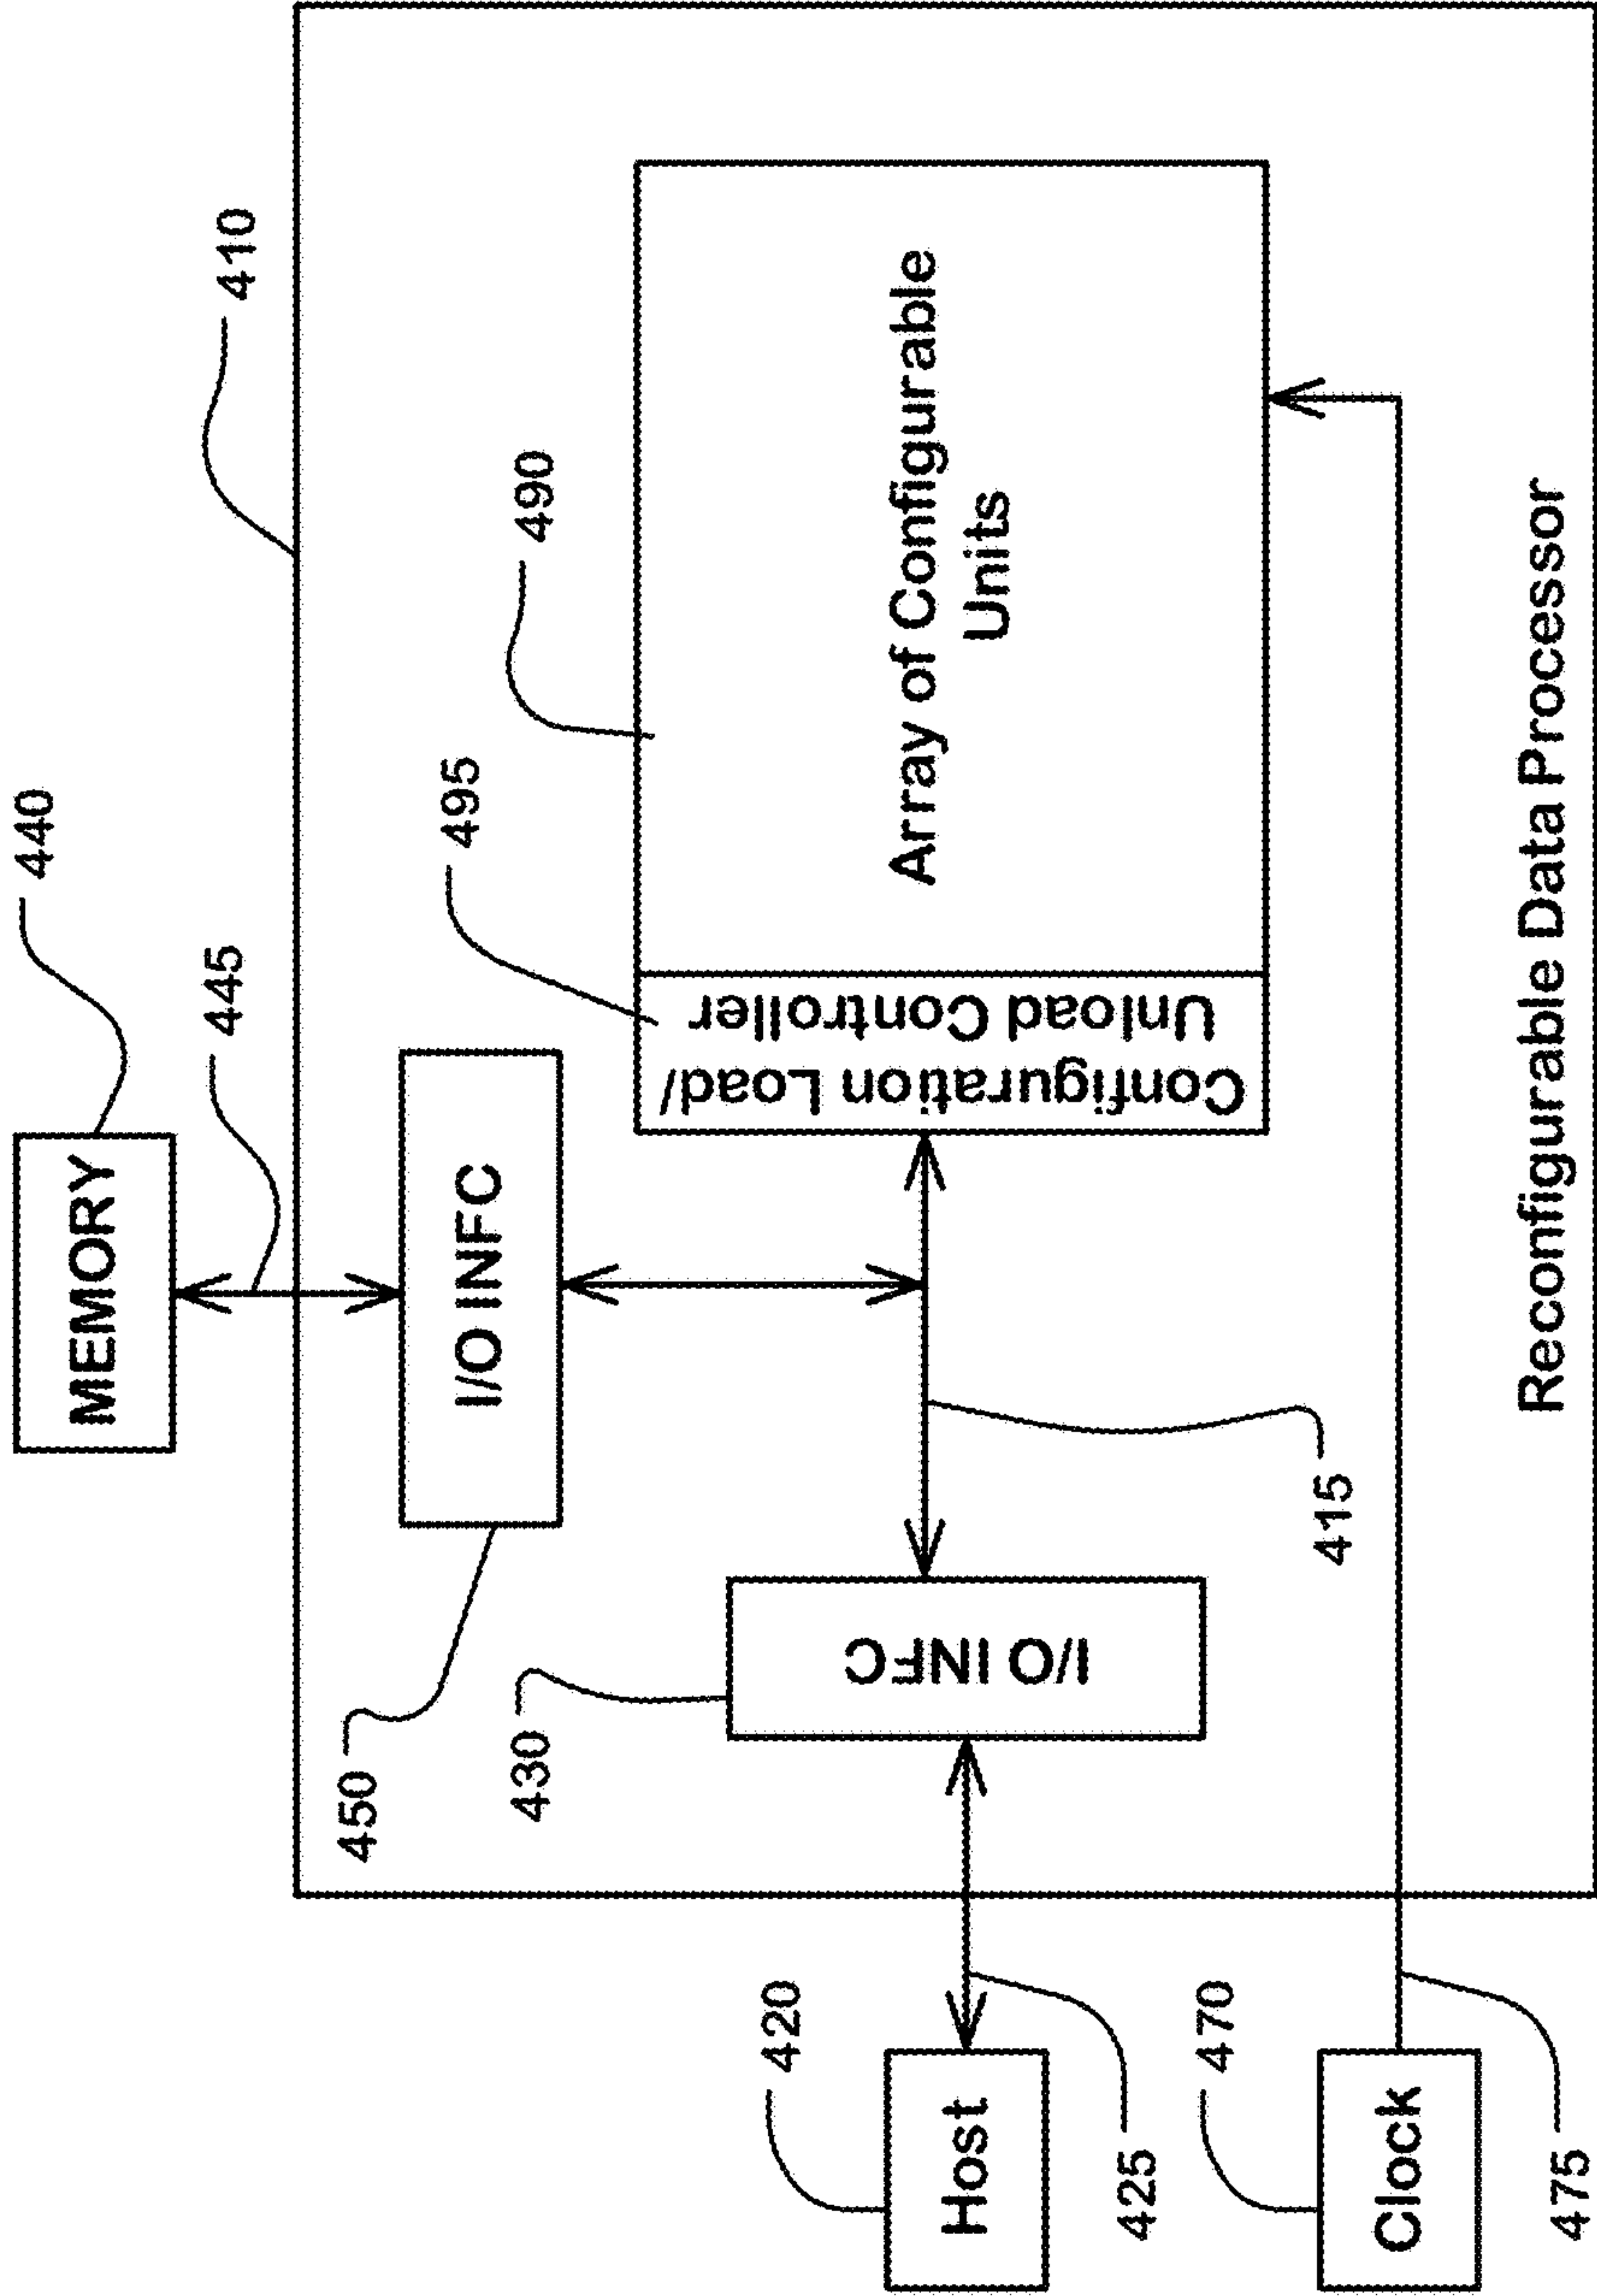 440
MEMORY
445
410
450
I/O INFC
495
490
430
I/O INFC
Configuration Load/
Unload Controller
Array of Configurable
Units
420
Host
425
415
470
Clock
475
Reconfigurable Data Processor